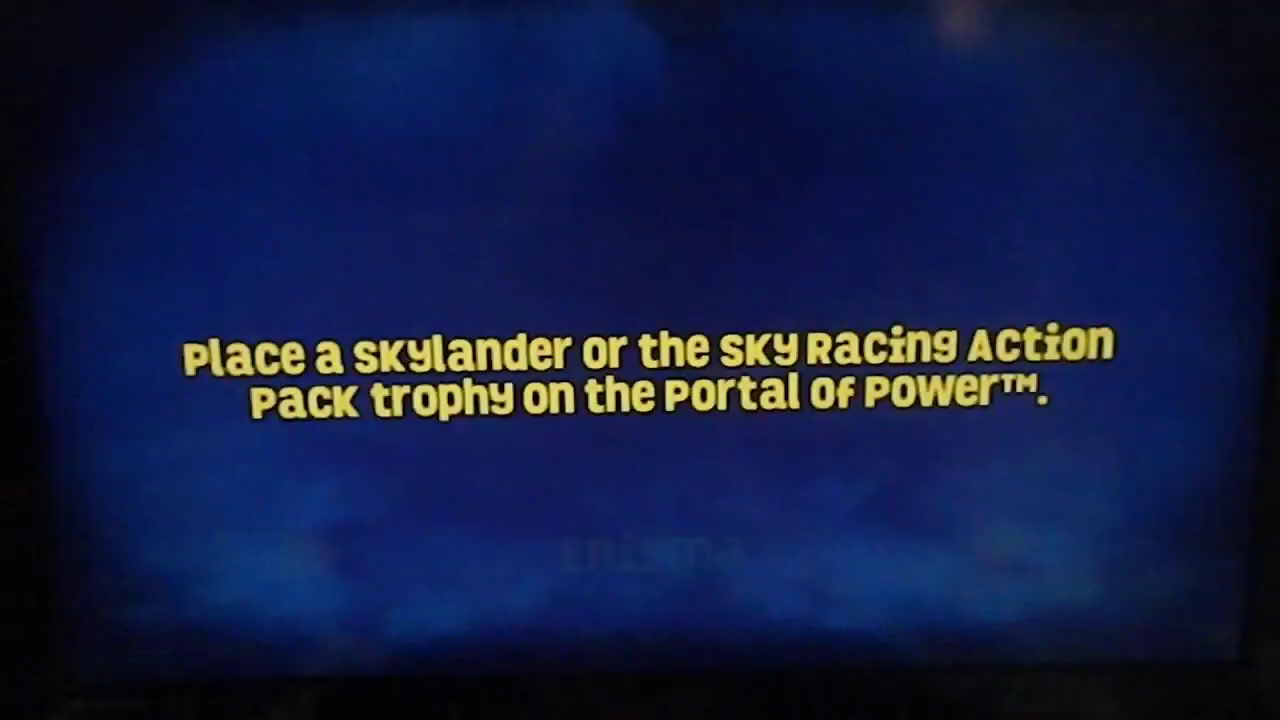 Place a Skylander or the Sky Racing Action
Pack trophy on the Portal of Power™.